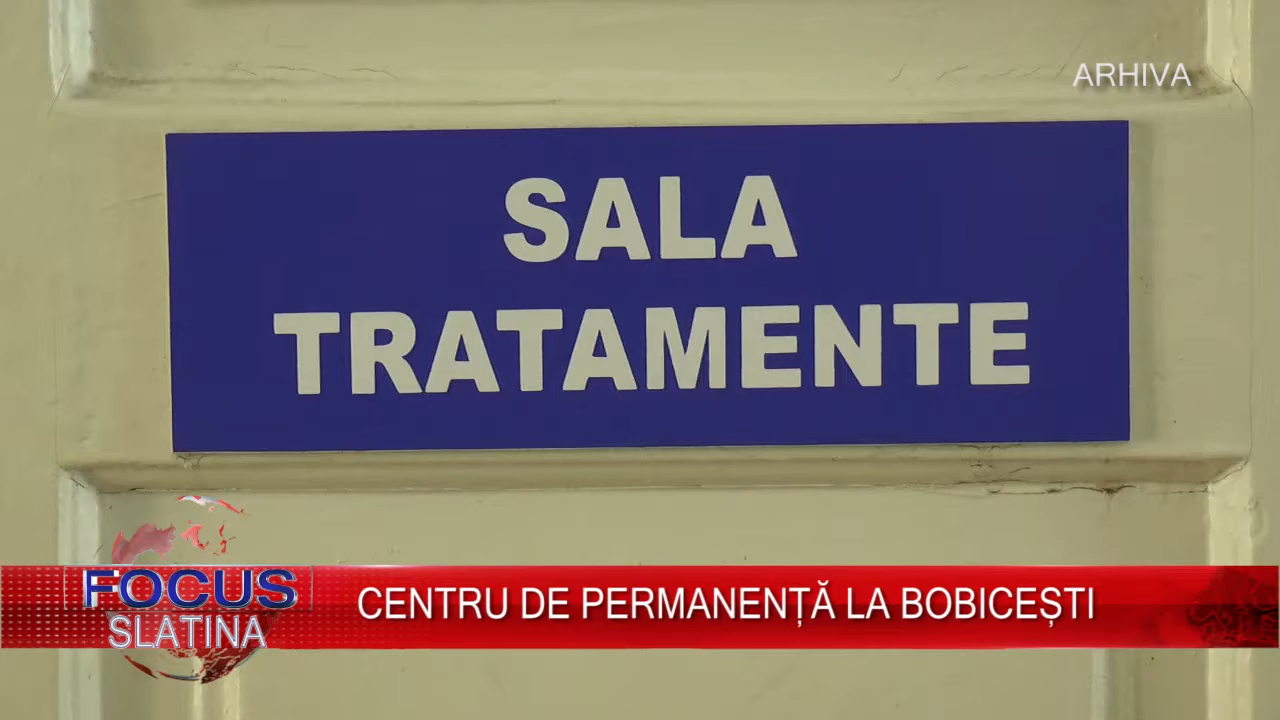 ARHIVA
SALA
TRATAMENTE
FOCUS
SLATINA
CENTRU DE PERMANENȚĂ LA BOBICEȘTI